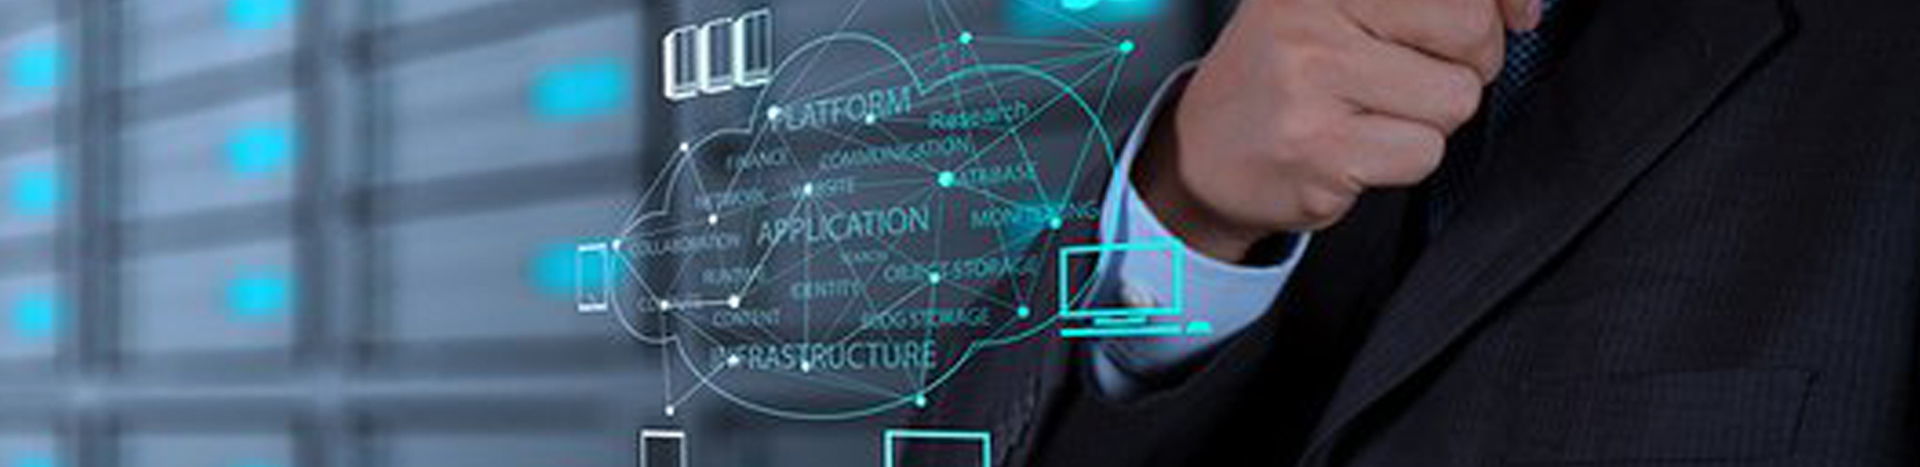 PLATFORM
Research
FINANCE COMMUNICATION
NETWORK WEBSITE DATABASE
APPLICATION MONITORING
COLLABORATION
SEARCH
RUNTIME OBJECT STORAGE
IDENTITY
COMPUTE
CONTENT BLOG STORAGE
INFRASTRUCTURE